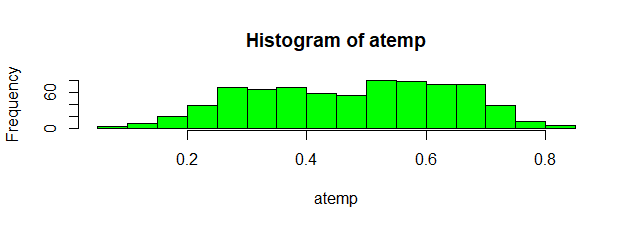 Histogram of atemp
Frequency
60
0
0.2 0.4 0.6 0.8
atemp